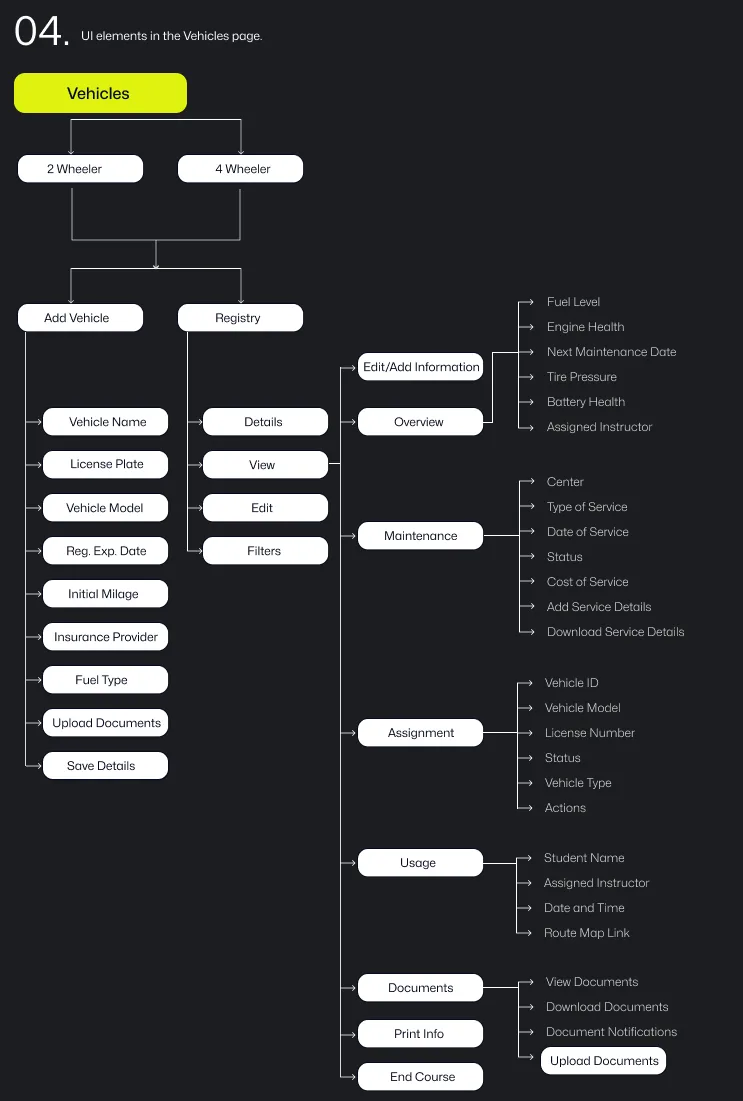 04. UI elements in the Vehicles page.
Vehicles
2 Wheeler
4 Wheeler
Add Vehicle
Registry
Vehicle Name
License Plate
Vehicle Model
Reg. Exp. Date
Initial Milage
Insurance Provider
Fuel Type
Upload Documents
Save Details
Details
View
Edit
Filters
Edit/Add Information
Overview
Fuel Level
Engine Health
Next Maintenance Date
Tire Pressure
Battery Health
Assigned Instructor
Maintenance
Center
Type of Service
Date of Service
Status
Cost of Service
Add Service Details
Download Service Details
Assignment
Vehicle ID
Vehicle Model
License Number
Status
Vehicle Type
Actions
Usage
Student Name
Assigned Instructor
Date and Time
Route Map Link
Documents
View Documents
Download Documents
Document Notifications
Upload Documents
Print Info
End Course